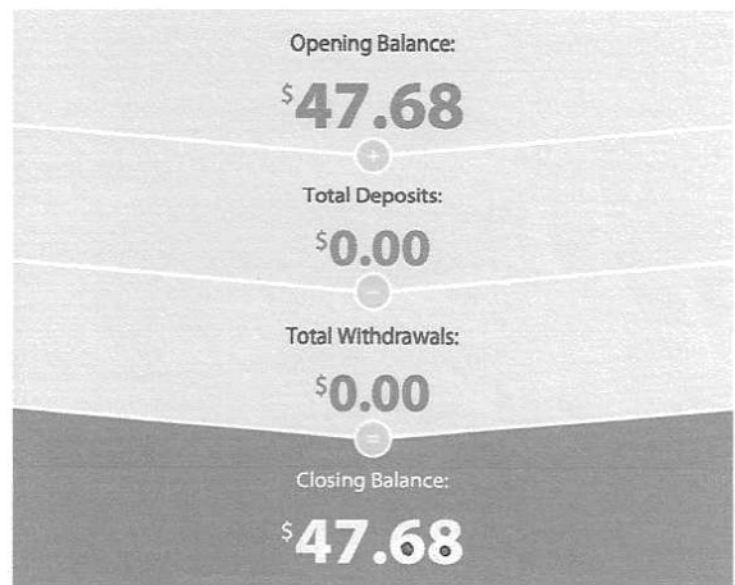 Opening Balance:
$47.68
+
Total Deposits:
$0.00
–
Total Withdrawals:
$0.00
=
Closing Balance:
$47.68